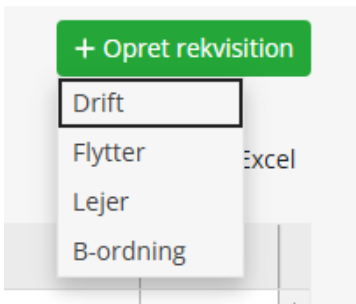 + Opret rekvisition
Drift
Flytter
Excel
Lejer
B-ordning